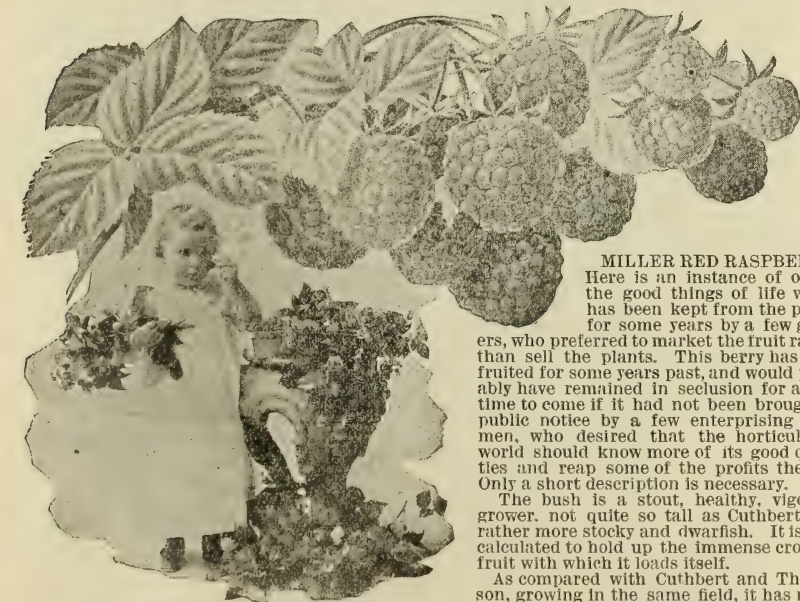 MILLER RED RASPBE
Here is an instance of o
the good things of life
has been kept from the p
for some years by a few g
ers, who preferred to market the fruit ra
than sell the plants. This berry has
fruited for some years past, and would
ably have remained in seclusion for a
time to come if it had not been broug
public notice by a few enterprising
men, who desired that the horticul
world should know more of its good q
ties and reap some of the profits the
Only a short description is necessary.
The bush is a stout, healthy, vig
grower. not quite so tall as Cuthbert
rather more stocky and dwarfish. It is
calculated to hold up the immense cro
fruit with which it loads itself.
As compared with Cuthbert and Th
son, growing in the same field, it has